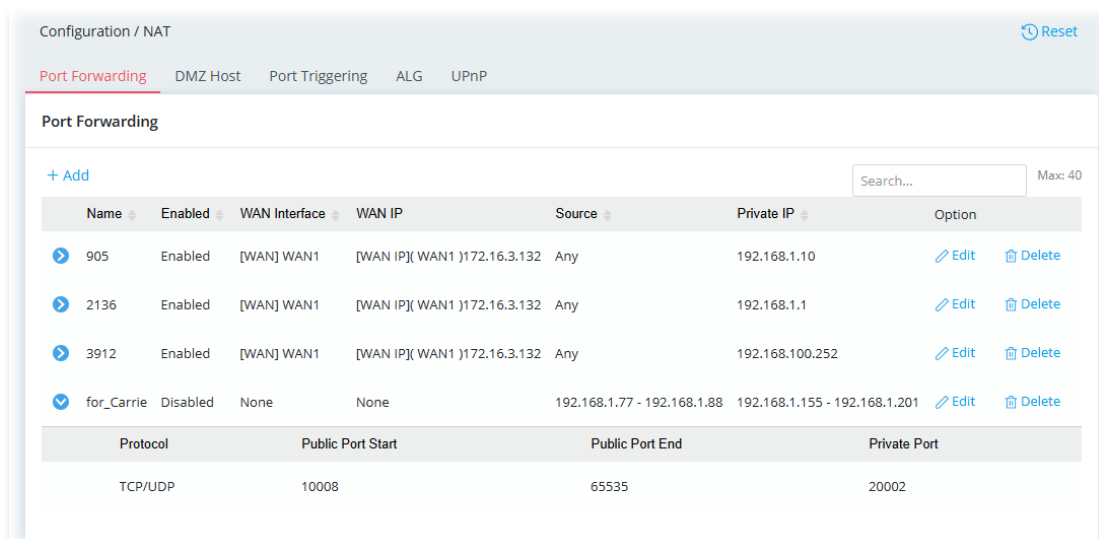 Configuration / NAT Reset
Port Forwarding DMZ Host Port Triggering ALG UPnP
Port Forwarding
+ Add Search... Max: 40
Name Enabled WAN Interface WAN IP Source Private IP Option
905 Enabled [WAN] WAN1 [WAN IP]( WAN1 )172.16.3.132 Any 192.168.1.10 Edit Delete
2136 Enabled [WAN] WAN1 [WAN IP]( WAN1 )172.16.3.132 Any 192.168.1.1 Edit Delete
3912 Enabled [WAN] WAN1 [WAN IP]( WAN1 )172.16.3.132 Any 192.168.100.252 Edit Delete
for_Carrie Disabled None None 192.168.1.77 - 192.168.1.88 192.168.1.155 - 192.168.1.201 Edit Delete
Protocol Public Port Start Public Port End Private Port
TCP/UDP 10008 65535 20002